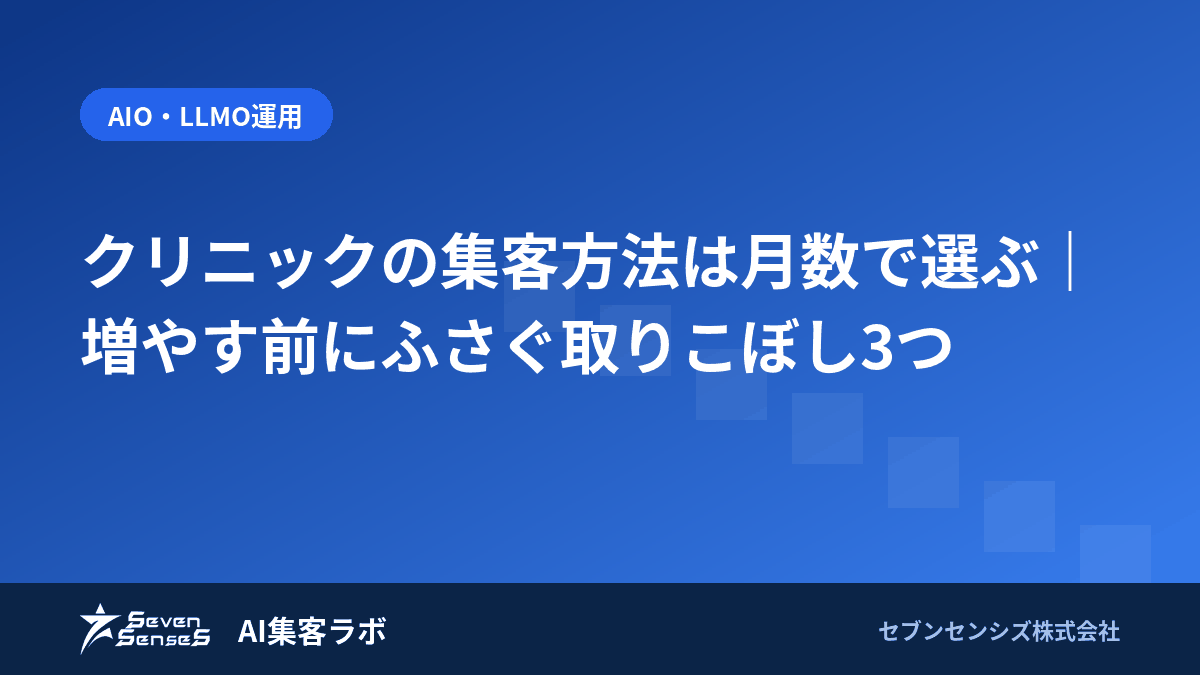 AIO・LLMO運用
クリニックの集客方法は月数で選ぶ｜
増やす前にふさぐ取りこぼし3つ
Seven
Senses
AI集客ラボ
セブンセンシズ株式会社